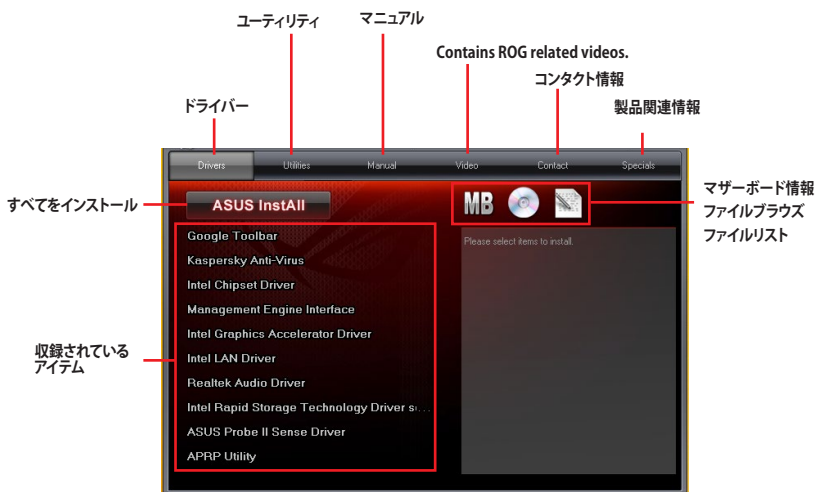 ユーティリティ
マニュアル
Contains ROG related videos.
コンタクト情報
ドライバー
製品関連情報
Drivers
Utilities
Manual
Video
Contact
Specials
すべてをインストール
ASUS InstAll
MB
マザーボード情報
ファイルブラウズ
ファイルリスト
Google Toolbar
Please select items to install.
Kaspersky Anti-Virus
Intel Chipset Driver
Management Engine Interface
Intel Graphics Accelerator Driver
収録されている
アイテム
Intel LAN Driver
Realtek Audio Driver
Intel Rapid Storage Technology Driver s...
ASUS Probe II Sense Driver
APRP Utility